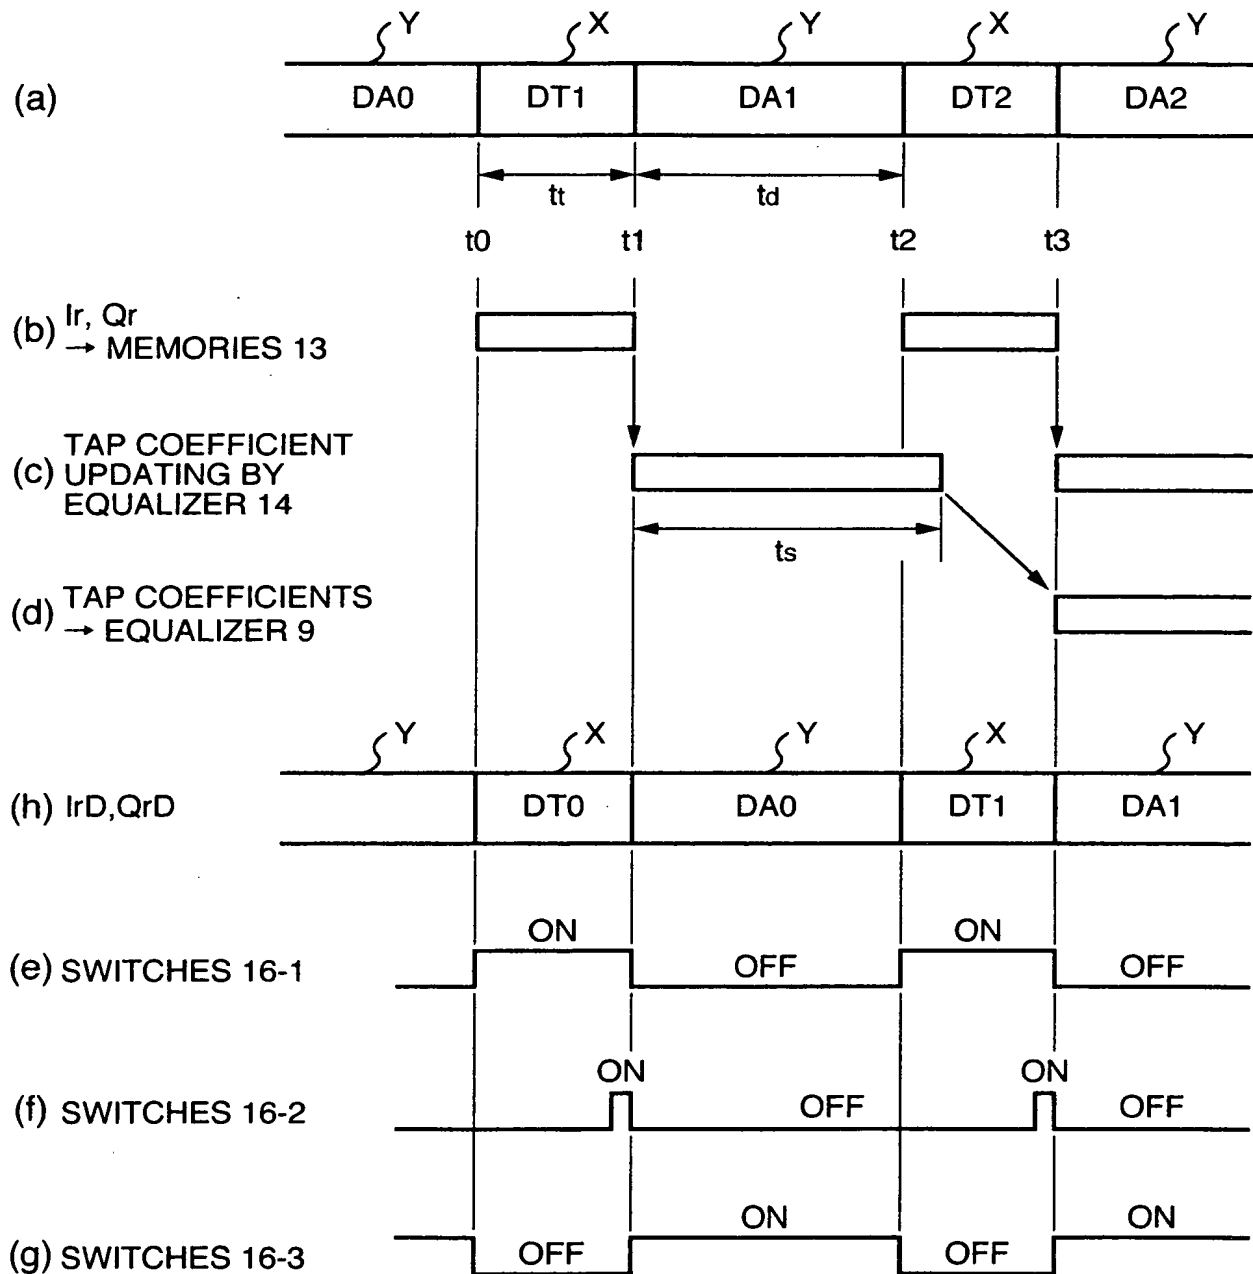 Y X Y X Y
(a) DA0 DT1 DA1 DT2 DA2
tt td
t0 t1 t2 t3
(b) Ir, Qr
→ MEMORIES 13
TAP COEFFICIENT
(c) UPDATING BY
EQUALIZER 14
ts
(d) TAP COEFFICIENTS
→ EQUALIZER 9
Y X Y X Y
(h) IrD,QrD DT0 DA0 DT1 DA1
ON ON
(e) SWITCHES 16-1 OFF OFF
ON ON
(f) SWITCHES 16-2 OFF OFF
ON ON
(g) SWITCHES 16-3 OFF OFF